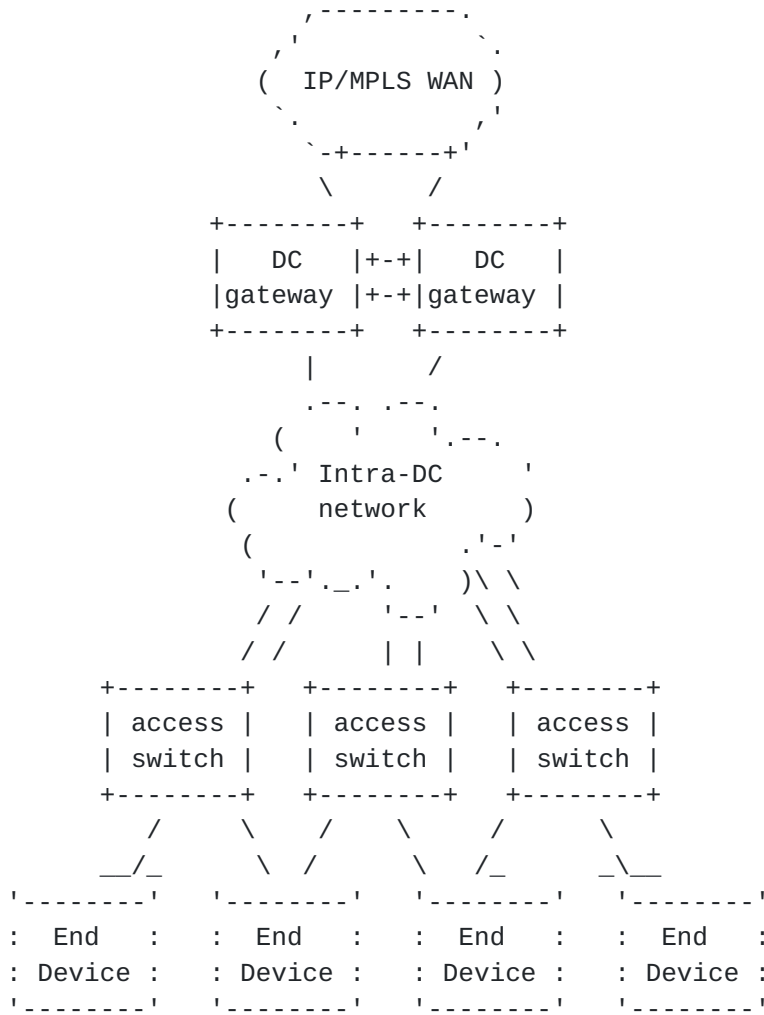 IP/MPLS WAN
DC DC
gateway gateway
Intra-DC
network
access access access
switch switch switch
End End End End
Device Device Device Device